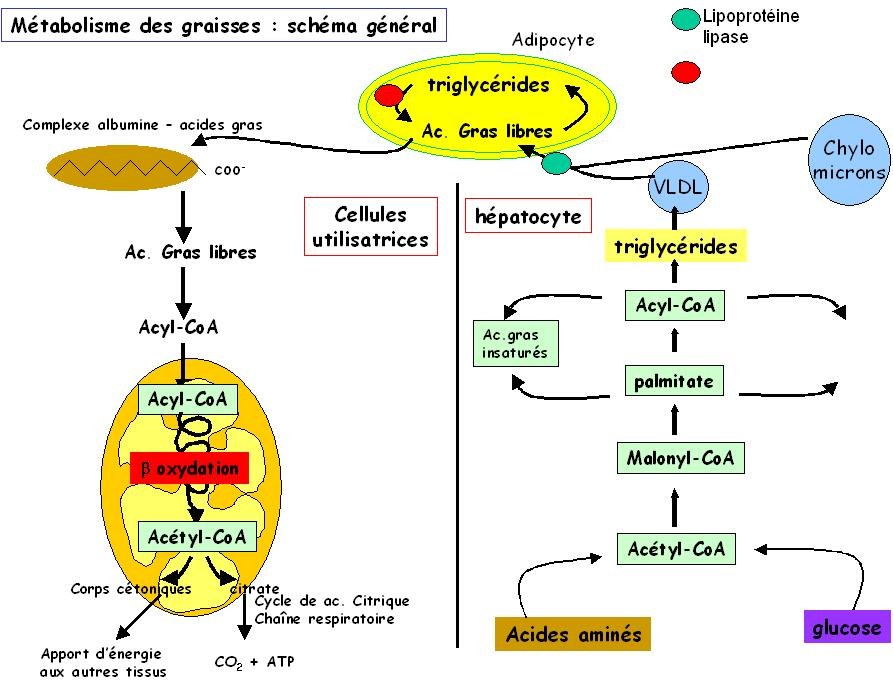 Métabolisme des graisses : schéma général
Lipoprotéine
lipase
Adipocyte
triglycérides
Ac. Gras libres
Complexe albumine – acides gras
coo-
Chylo
microns
VLDL
Cellules
utilisatrices
hépatocyte
Ac. Gras libres
triglycérides
Acyl-CoA
Acyl-CoA
Ac.gras
insaturés
Acyl-CoA
palmitate
β oxydation
Malonyl-CoA
Acétyl-CoA
Acétyl-CoA
Corps cétoniques
citrate
Cycle de ac. Citrique
Chaîne respiratoire
Acides aminés
glucose
Apport d'énergie
aux autres tissus
CO2 + ATP